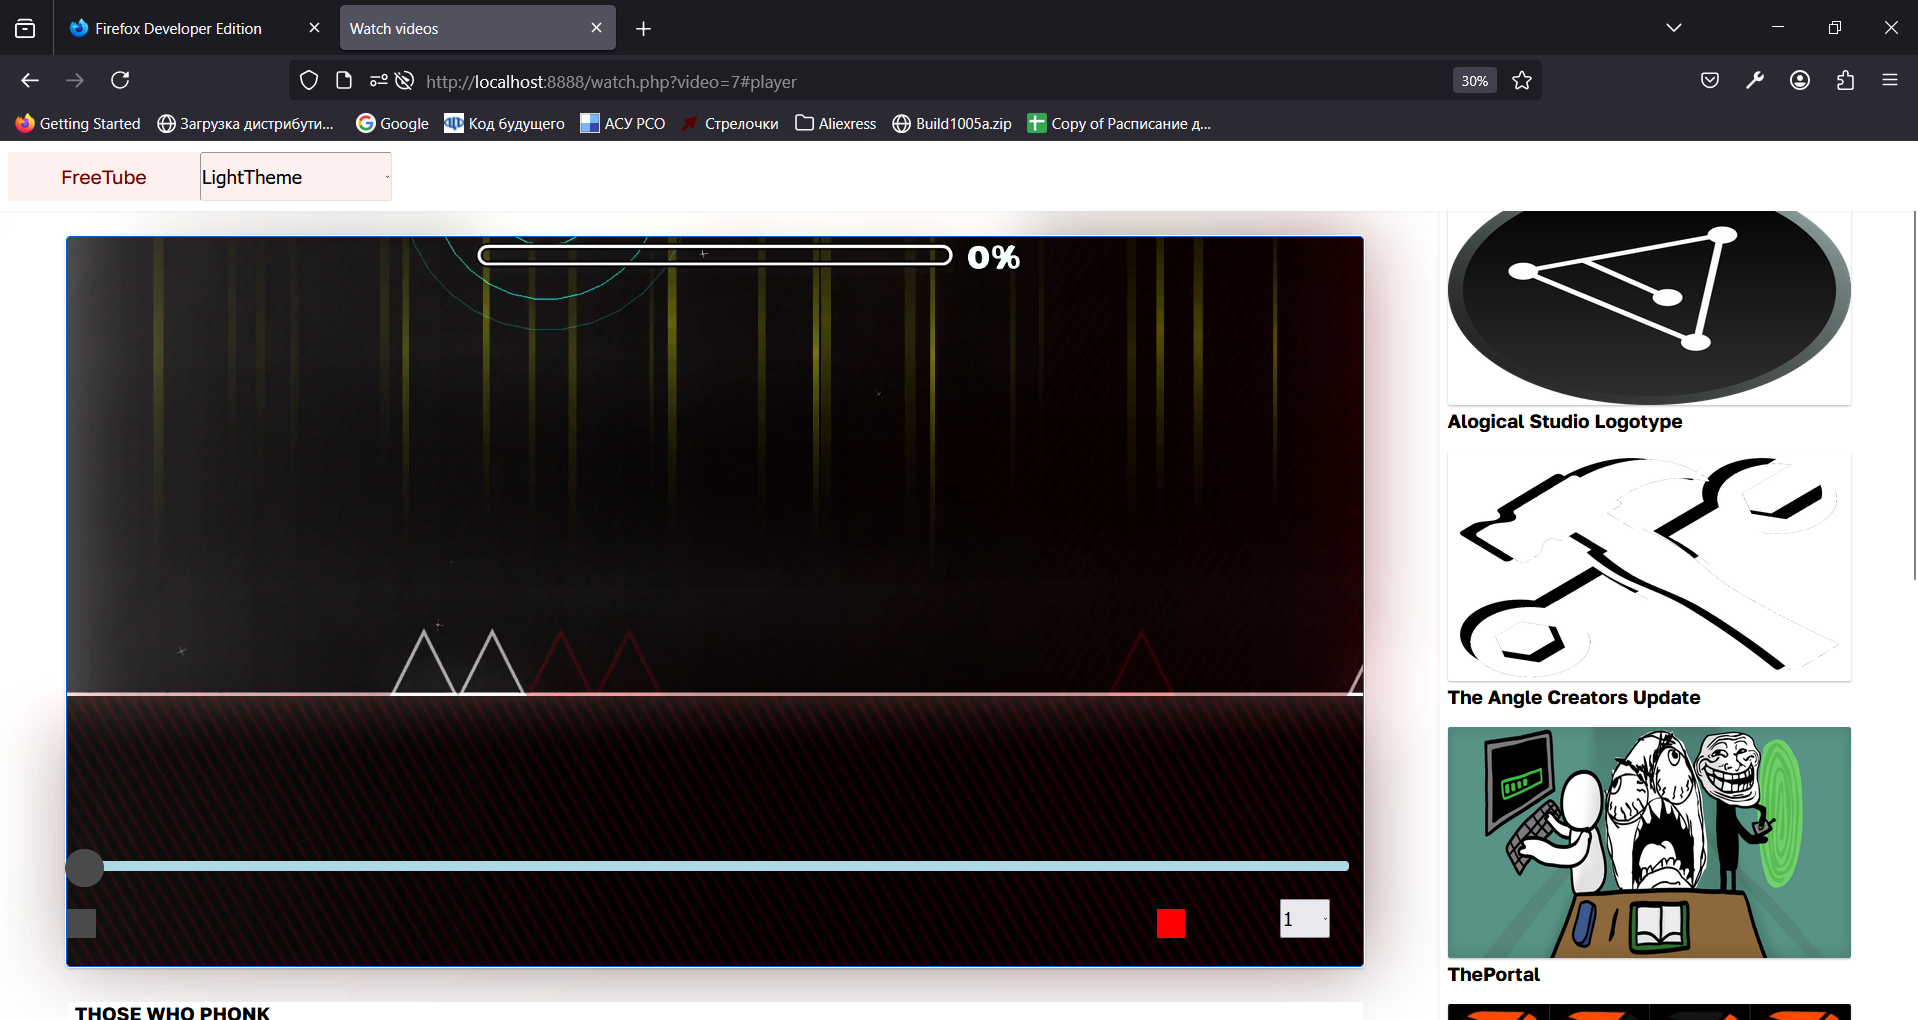 Firefox Developer Edition
Watch videos
http://localhost:8888/watch.php?video=7#player
30%
Getting Started
Загрузка дистрибути...
Google
Код будущего
АСУ РСО
Стрелочки
Aliexress
Build1005a.zip
Copy of Расписание д...
FreeTube
LightTheme
0%
1
THOSE WHO PHONK
Alogical Studio Logotype
The Angle Creators Update
ThePortal